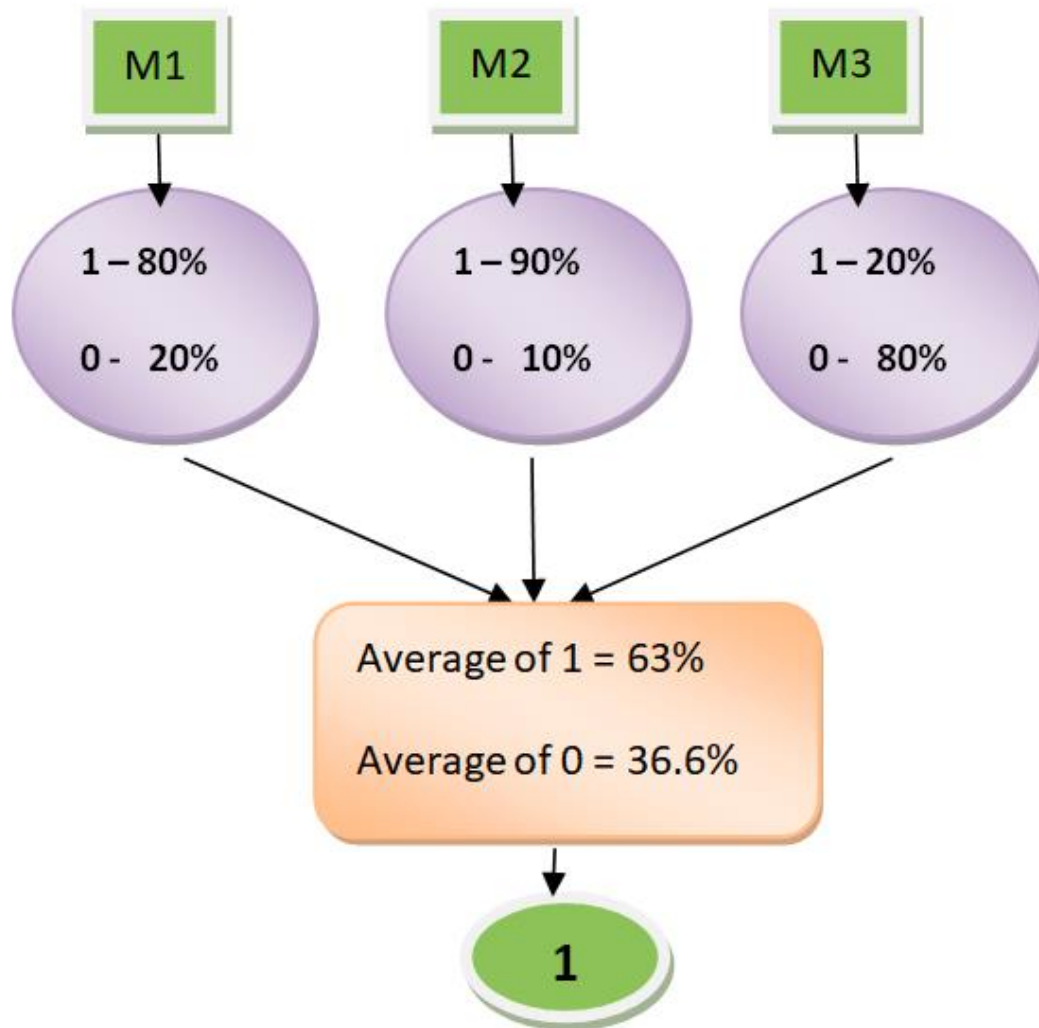 M1
M2
M3
1 – 80%
0 - 20%
1 – 90%
0 - 10%
1 – 20%
0 - 80%
Average of 1 = 63%
Average of 0 = 36.6%
1